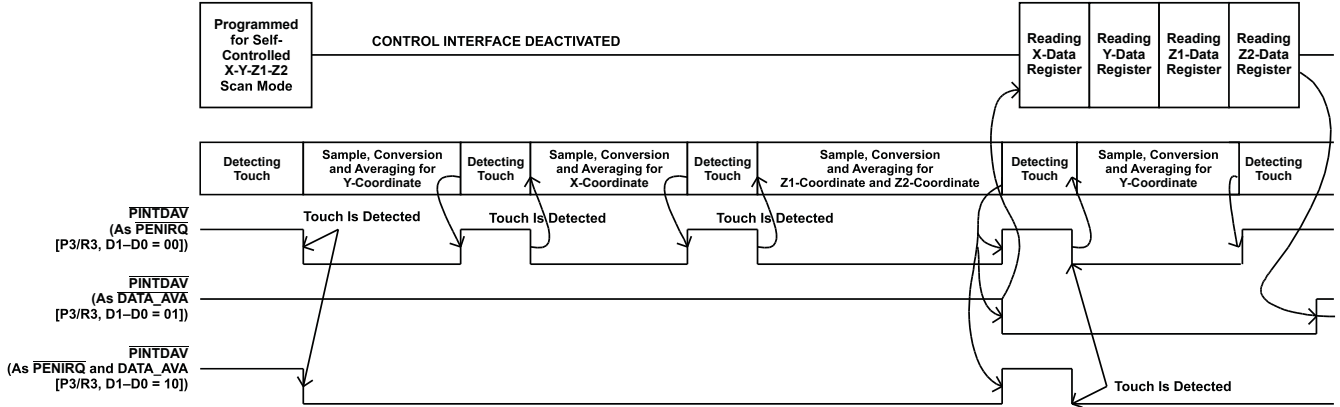 Programmed
for Self-
Controlled
X-Y-Z1-Z2
Scan Mode
CONTROL INTERFACE DEACTIVATED
Reading
X-Data
Register
Reading
Y-Data
Register
Reading
Z1-Data
Register
Reading
Z2-Data
Register
Detecting
Touch
Sample, Conversion
and Averaging for
Y-Coordinate
Detecting
Touch
Sample, Conversion
and Averaging for
X-Coordinate
Detecting
Touch
Sample, Conversion
and Averaging for
Z1-Coordinate and Z2-Coordinate
Detecting
Touch
Sample, Conversion
and Averaging for
Y-Coordinate
Detecting
Touch
PINTDAV
(As PENIRQ
[P3/R3, D1–D0 = 00])
Touch Is Detected
Touch Is Detected
Touch Is Detected
PINTDAV
(As DATA_AVA
[P3/R3, D1–D0 = 01])
PINTDAV
(As PENIRQ and DATA_AVA
[P3/R3, D1–D0 = 10])
Touch Is Detected